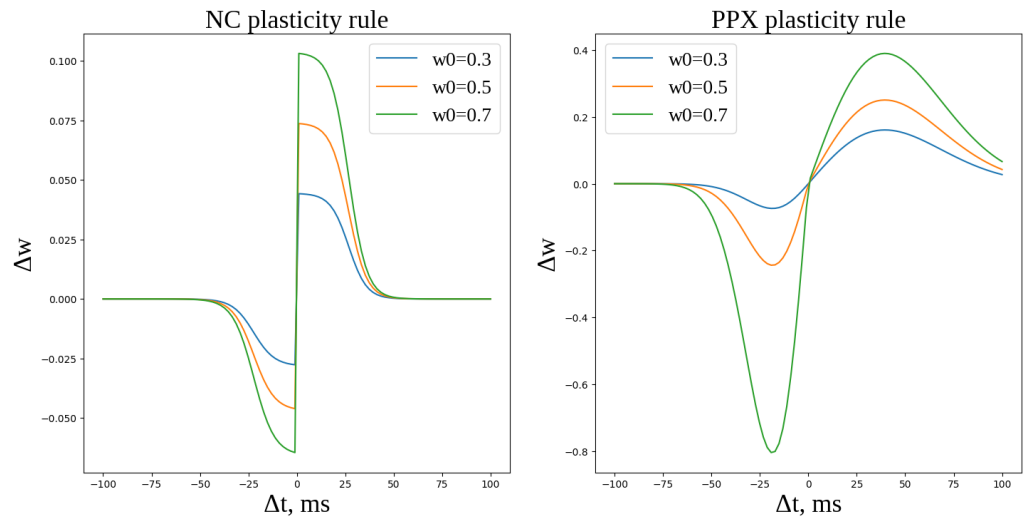 NC plasticity rule
0.100
0.075
0.050
0.025
0.000
−0.025
−0.050
Δw
w0=0.3
w0=0.5
w0=0.7
−100
−75
−50
−25
0
25
50
75
100
Δt, ms
PPX plasticity rule
0.4
0.2
0.0
−0.2
−0.4
−0.6
−0.8
Δw
w0=0.3
w0=0.5
w0=0.7
−100
−75
−50
−25
0
25
50
75
100
Δt, ms